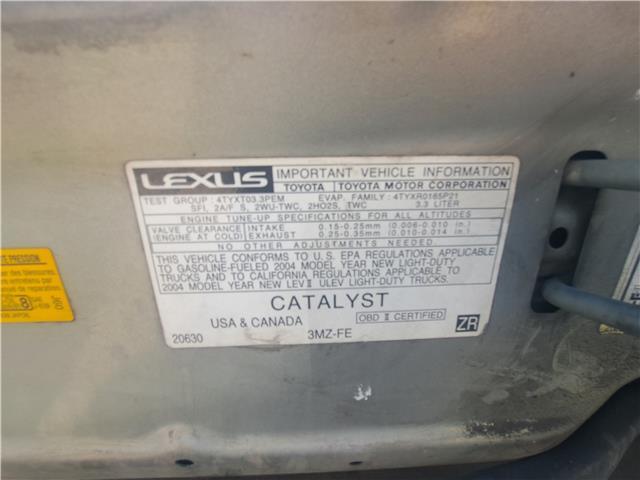 LEXUS IMPORTANT VEHICLE INFORMATION
TOYOTA TOYOTA MOTOR CORPORATION
TEST GROUP : 4TYXT03.3PEM EVAP. FAMILY : 4TYXR0165P21
SFI, 2A/F S, 2WU-TWC, 2HO2S, TWC 3.3 LITER
ENGINE TUNE-UP SPECIFICATIONS FOR ALL ALTITUDES
VALVE CLEARANCE INTAKE 0.15-0.25mm (0.006-0.010 in.)
(ENGINE AT COLD) EXHAUST 0.25-0.35mm (0.010-0.014 in.)
NO OTHER ADJUSTMENTS NEEDED
THIS VEHICLE CONFORMS TO U.S. EPA REGULATIONS APPLICABLE
TO GASOLINE-FUELED 2004 MODEL YEAR NEW LIGHT-DUTY
TRUCKS AND TO CALIFORNIA REGULATIONS APPLICABLE TO
2004 MODEL YEAR NEW LEV II ULEV LIGHT-DUTY TRUCKS.
CATALYST
USA & CANADA OBD II CERTIFIED
20630 3MZ-FE ZR
PRESSION
des pressures.
8